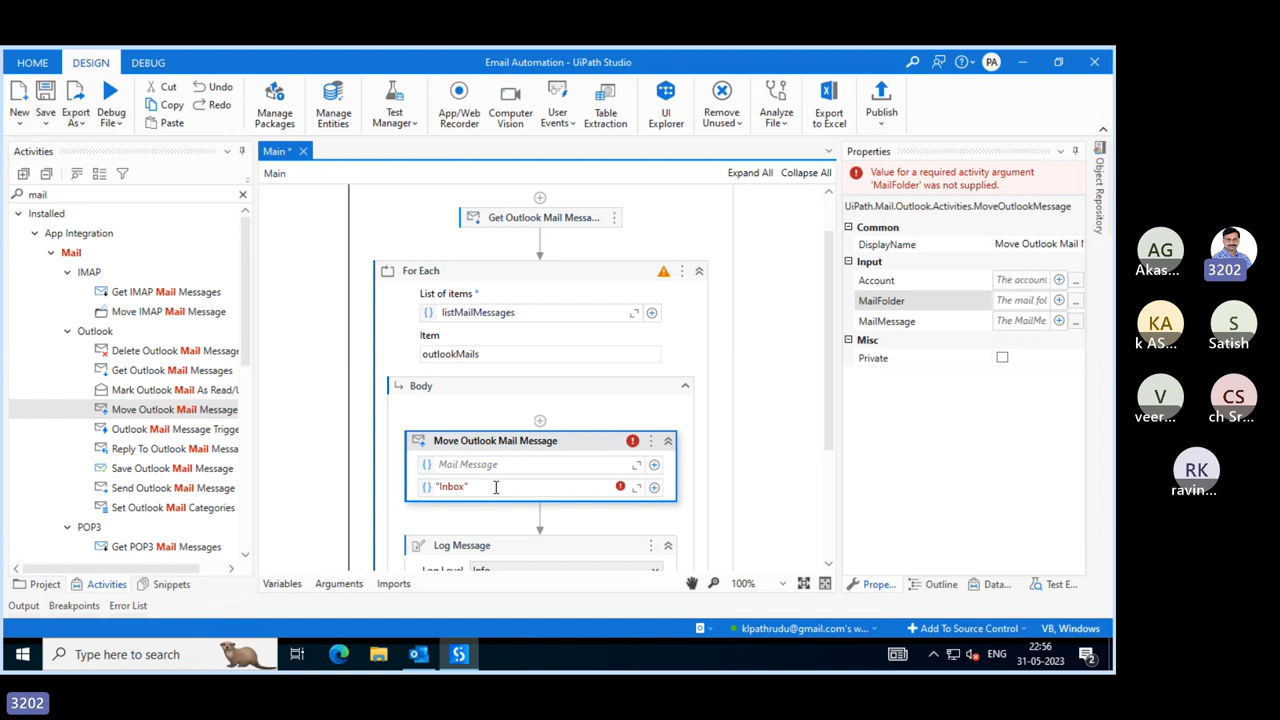 HOME
DESIGN
DEBUG
Email Automation - UiPath Studio
PA
New
Save
Export As
Debug File
Cut
Copy
Paste
Undo
Redo
Manage Packages
Manage Entities
Test Manager
App/Web Recorder
Computer Vision
User Events
Table Extraction
UI Explorer
Remove Unused
Analyze File
Export to Excel
Publish
Activities
mail
Installed
App Integration
Mail
IMAP
Get IMAP Mail Messages
Move IMAP Mail Message
Outlook
Delete Outlook Mail Message
Get Outlook Mail Messages
Mark Outlook Mail As Read/U
Move Outlook Mail Message
Outlook Mail Message Trigge
Reply To Outlook Mail Messa
Save Outlook Mail Message
Send Outlook Mail Message
Set Outlook Mail Categories
POP3
Get POP3 Mail Messages
Project
Activities
Snippets
Main *
Main
Expand All
Collapse All
Get Outlook Mail Messa...
For Each
List of items *
listMailMessages
Item
outlookMails
Body
Move Outlook Mail Message
Mail Message
"Inbox"
Log Message
Log Level
Info
Variables
Arguments
Imports
100%
Properties
Value for a required activity argument
'MailFolder' was not supplied.
UiPath.Mail.Outlook.Activities.MoveOutlookMessage
Common
DisplayName
Move Outlook Mail M
Input
Account
The account
MailFolder
The mail fol
MailMessage
The MailMe
Misc
Private
Object Repository
Prope...
Outline
Data...
Test E...
Output
Breakpoints
Error List
klpathrudu@gmail.com's w...
Add To Source Control
VB, Windows
Type here to search
ENG
22:56
31-05-2023
2
AG
Akas...
3202
KA
k AS...
S
Satish
V
veer...
CS
ch Sr...
RK
ravin...
3202